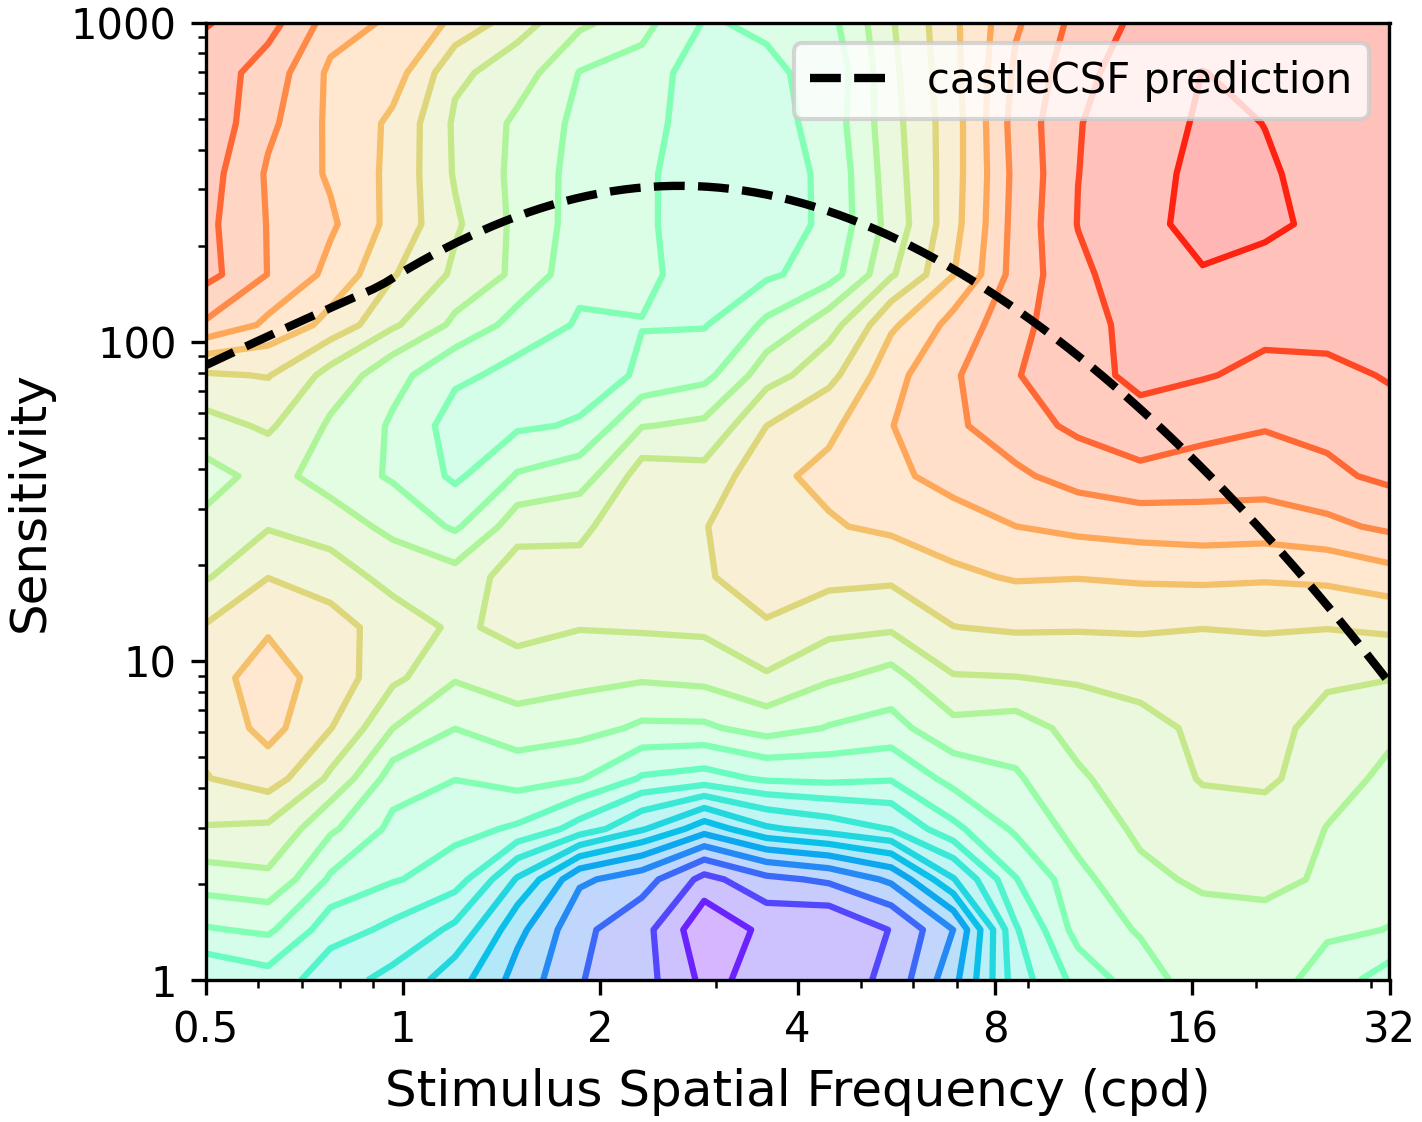 1000
castleCSF prediction
100
Sensitivity
10
1
0.5 1 2 4 8 16 32
Stimulus Spatial Frequency (cpd)